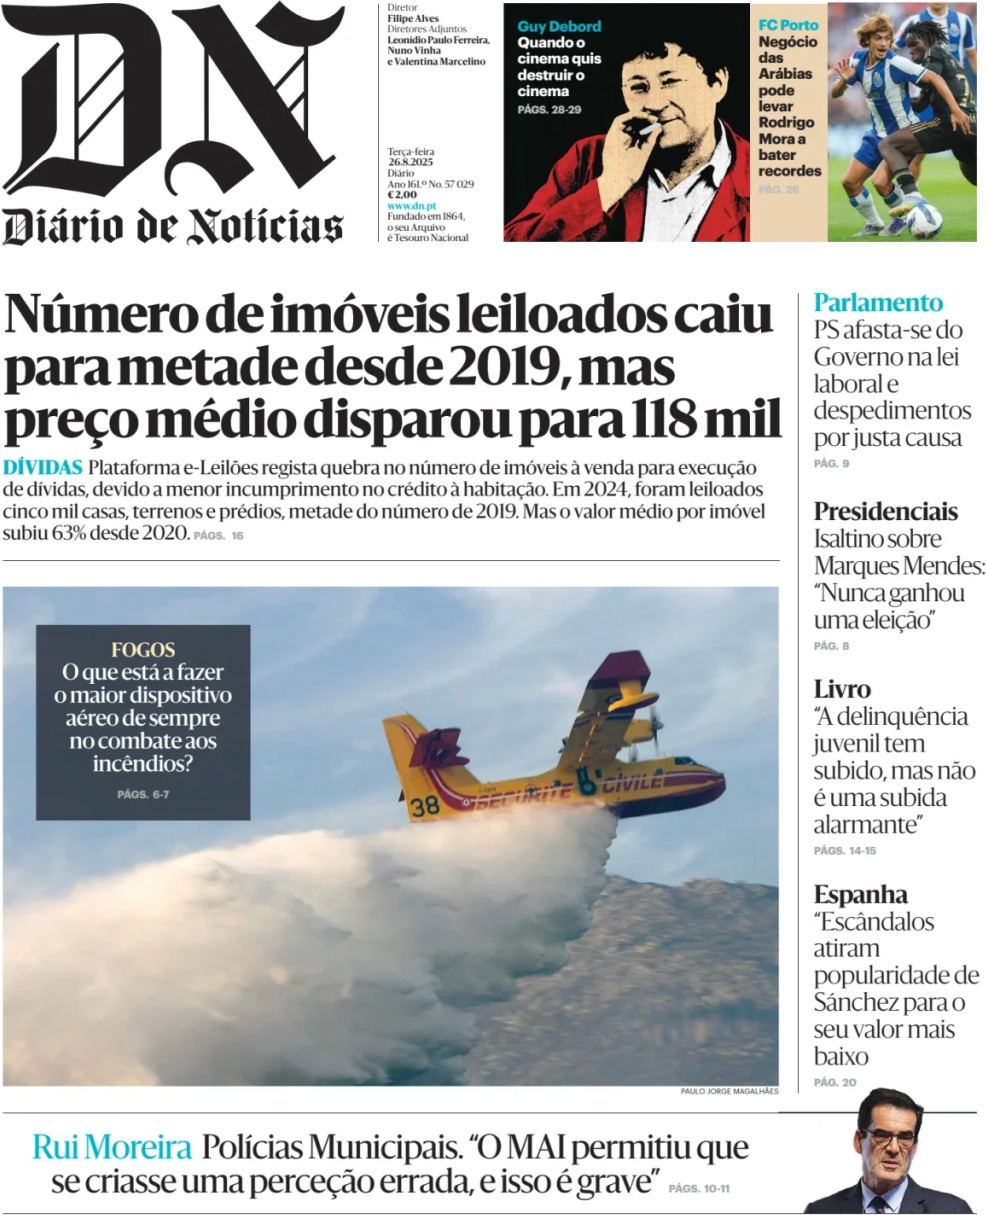 DN
Diário de Notícias
Diretor
Filipe Alves
Diretores Adjuntos
Leonídio Paulo Ferreira,
Nuno Vinha
e Valentina Marcelino
Terça-feira
26.8.2025
Diário
Ano 161.º No. 57 029
€ 2,00
www.dn.pt
Fundado em 1864,
o seu Arquivo
é Tesouro Nacional
Guy Debord
Quando o
cinema quis
destruir o
cinema
PÁGS. 28-29
FC Porto
Negócio
das
Arábias
pode
levar
Rodrigo
Mora a
bater
recordes
PÁG. 26
Número de imóveis leiloados caiu
para metade desde 2019, mas
preço médio disparou para 118 mil
DÍVIDAS Plataforma e-Leilões regista quebra no número de imóveis à venda para execução
de dívidas, devido a menor incumprimento no crédito à habitação. Em 2024, foram leiloados
cinco mil casas, terrenos e prédios, metade do número de 2019. Mas o valor médio por imóvel
subiu 63% desde 2020. PÁGS. 16
FOGOS
O que está a fazer
o maior dispositivo
aéreo de sempre
no combate aos
incêndios?
PÁGS. 6-7
38 SECURITE CIVILE
PAULO JORGE MAGALHÃES
Parlamento
PS afasta-se do
Governo na lei
laboral e
despedimentos
por justa causa
PÁG. 9
Presidenciais
Isaltino sobre
Marques Mendes:
“Nunca ganhou
uma eleição”
PÁG. 8
Livro
“A delinquência
juvenil tem
subido, mas não
é uma subida
alarmante”
PÁGS. 14-15
Espanha
“Escândalos
atiram
popularidade de
Sánchez para o
seu valor mais
baixo
PÁG. 20
Rui Moreira Polícias Municipais. “O MAI permitiu que
se criasse uma perceção errada, e isso é grave” PÁGS. 10-11